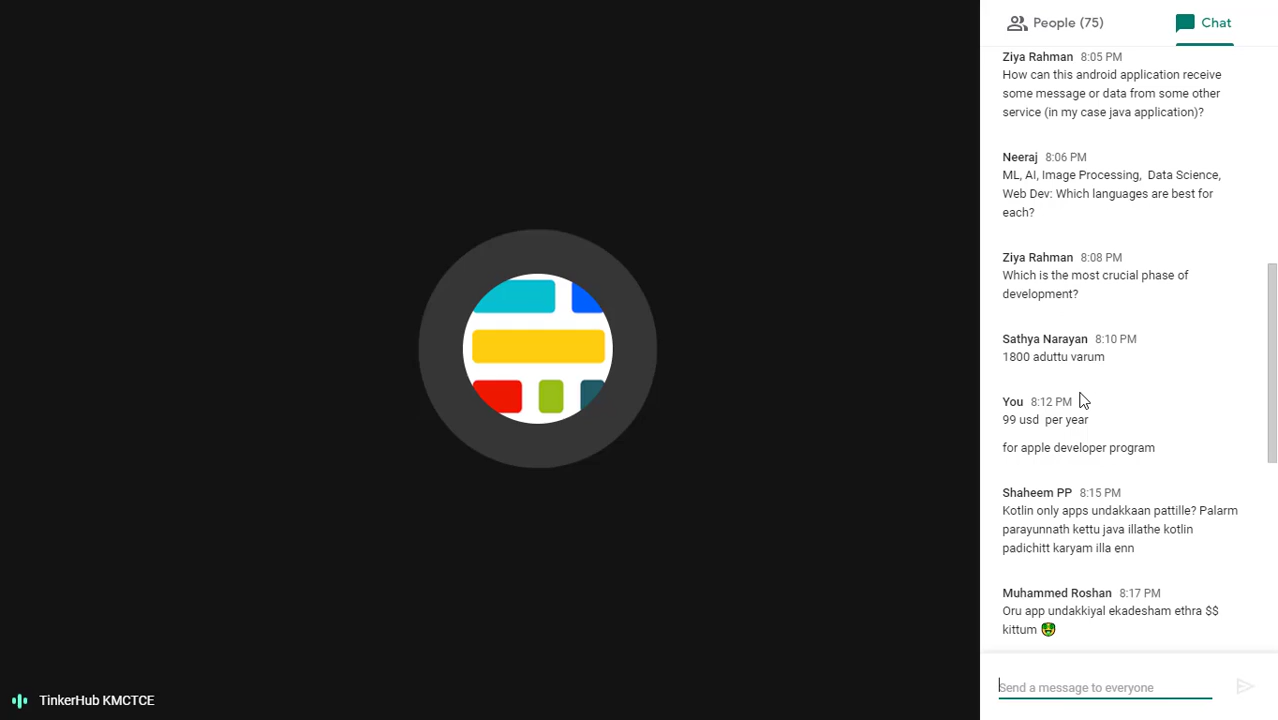 People (75)
Chat
Ziya Rahman 8:05 PM
How can this android application receive
some message or data from some other
service (in my case java application)?
Neeraj 8:06 PM
ML, AI, Image Processing, Data Science,
Web Dev: Which languages are best for
each?
Ziya Rahman 8:08 PM
Which is the most crucial phase of
development?
Sathya Narayan 8:10 PM
1800 aduttu varum
You 8:12 PM
99 usd per year
for apple developer program
Shaheem PP 8:15 PM
Kotlin only apps undakkaan pattille? Palarm
parayunnath kettu java illathe kotlin
padichitt karyam illa enn
Muhammed Roshan 8:17 PM
Oru app undakkiyal ekadesham ethra $$
kittum 🤑
Send a message to everyone
TinkerHub KMCTCE